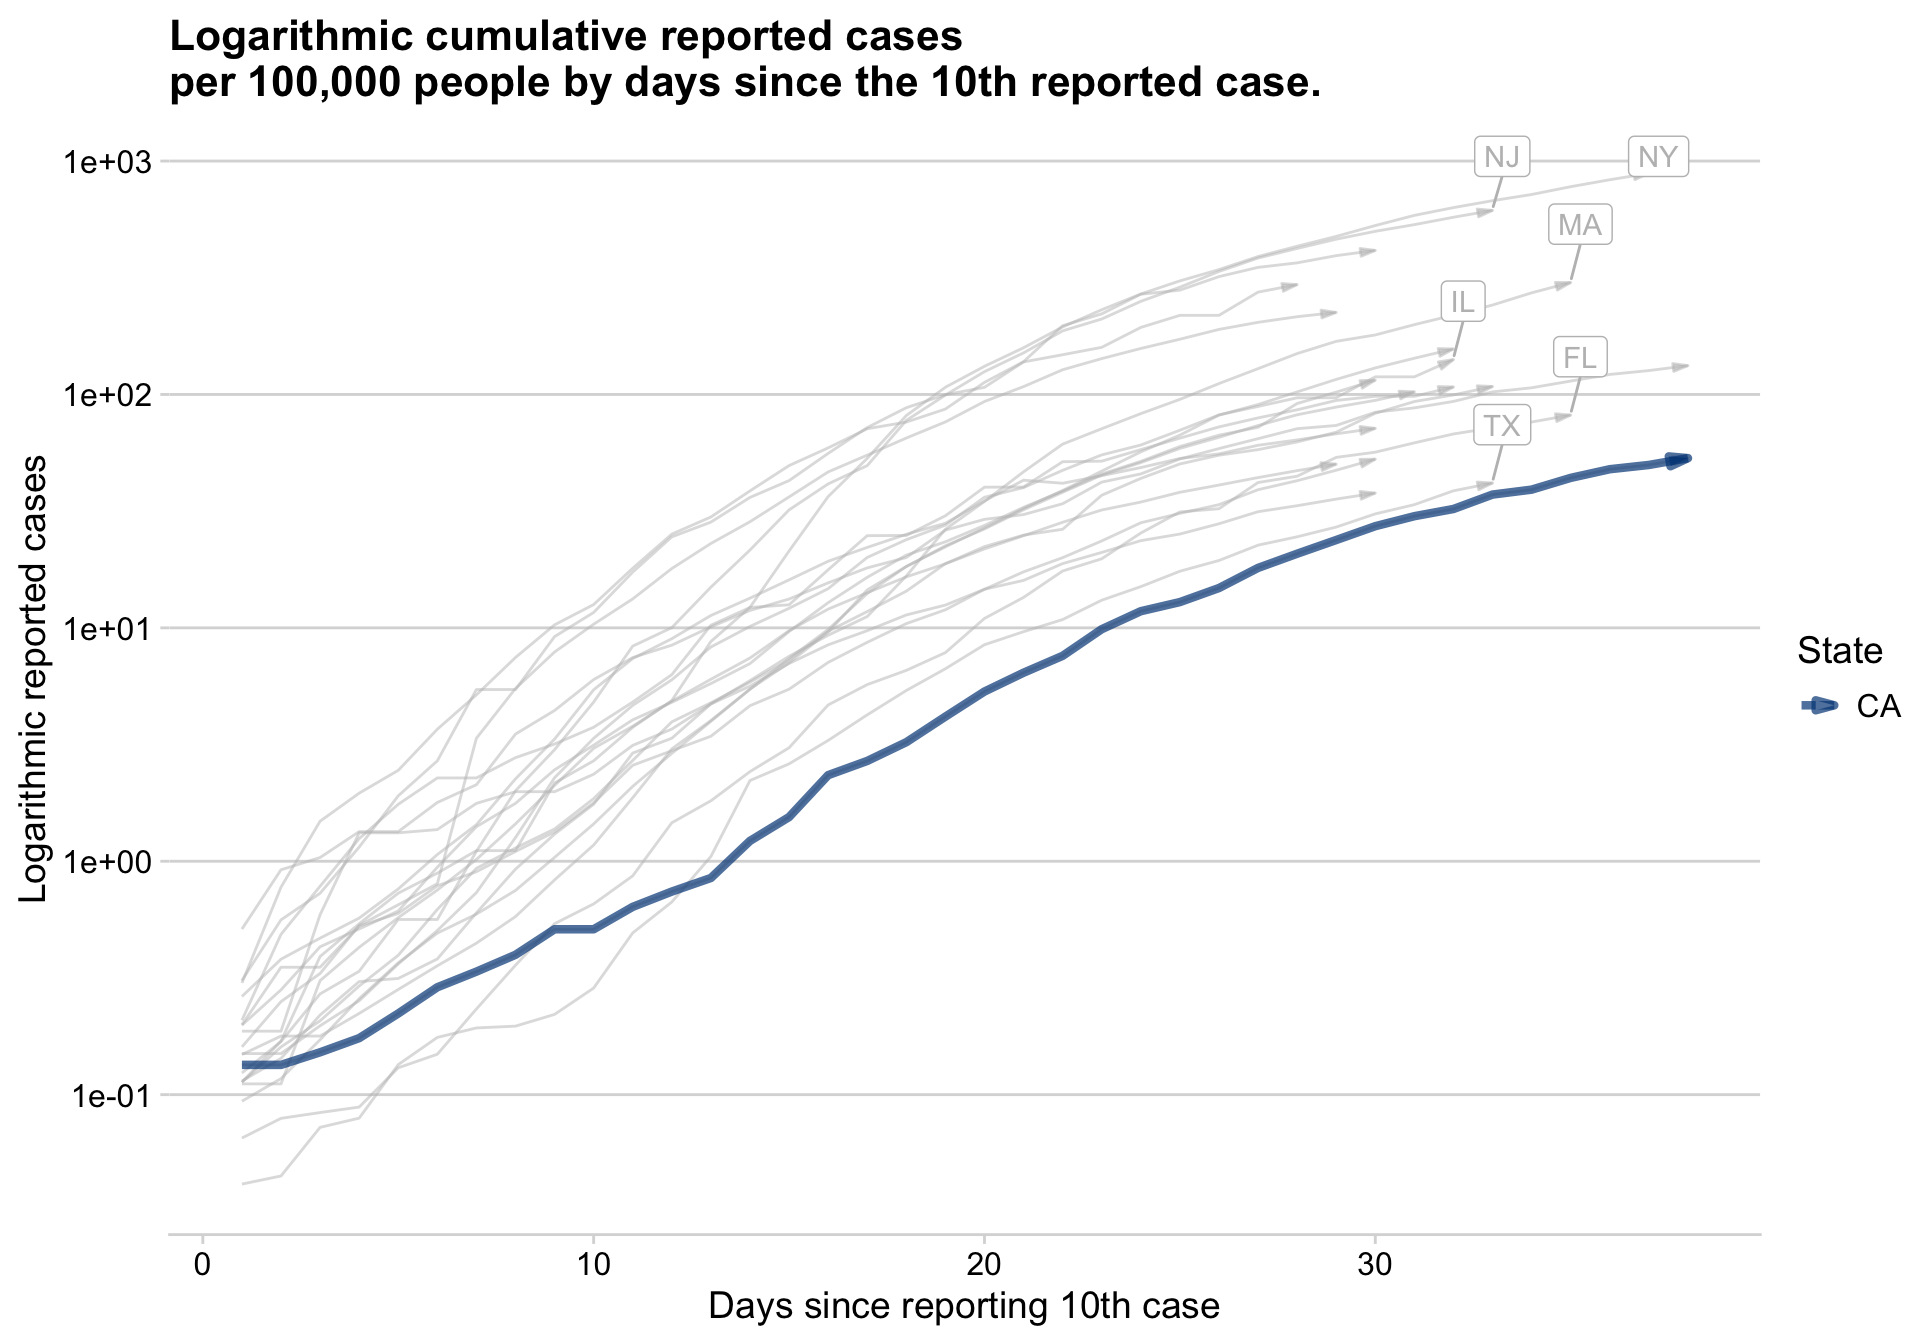 Logarithmic cumulative reported cases
per 100,000 people by days since the 10th reported case.
1e+03
1e+02
1e+01
1e+00
1e-01
Logarithmic reported cases
NJ
NY
MA
IL
FL
TX
State
CA
0
10
20
30
Days since reporting 10th case